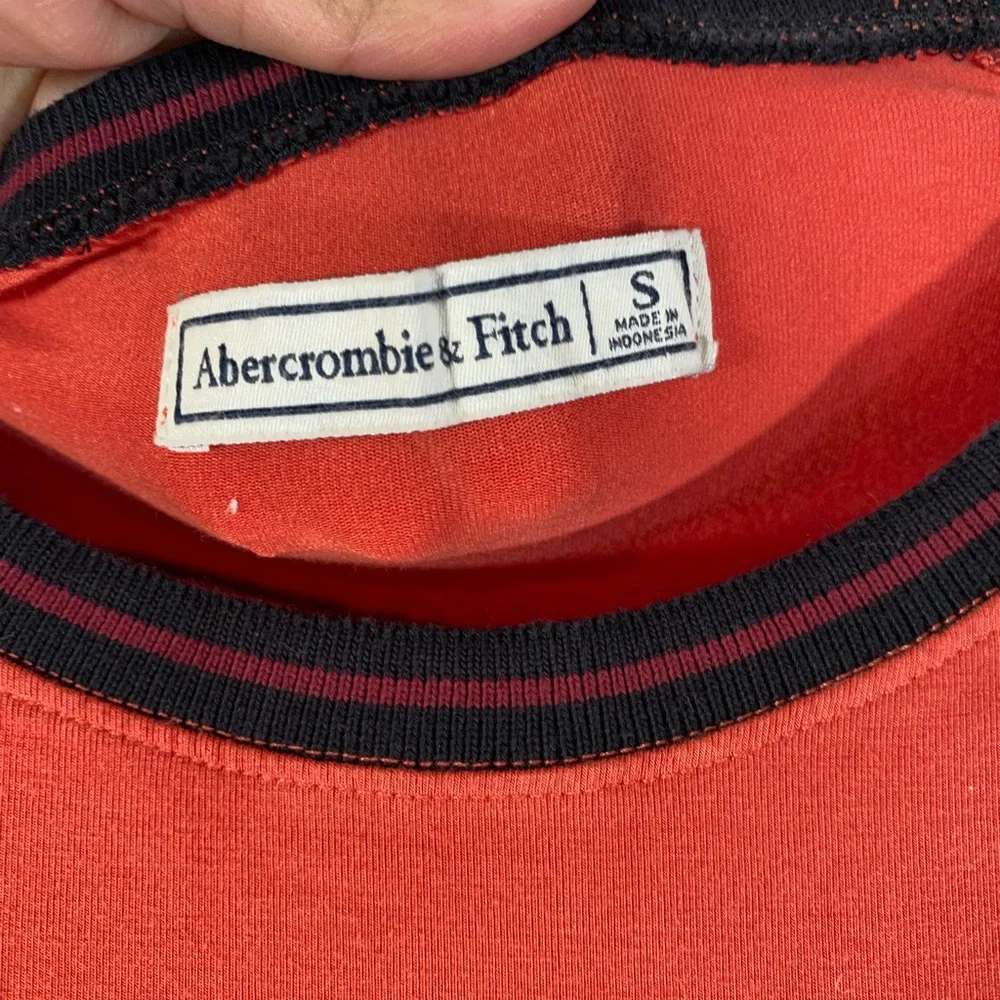 Abercrombie & Fitch
S
MADE IN
INDONESIA